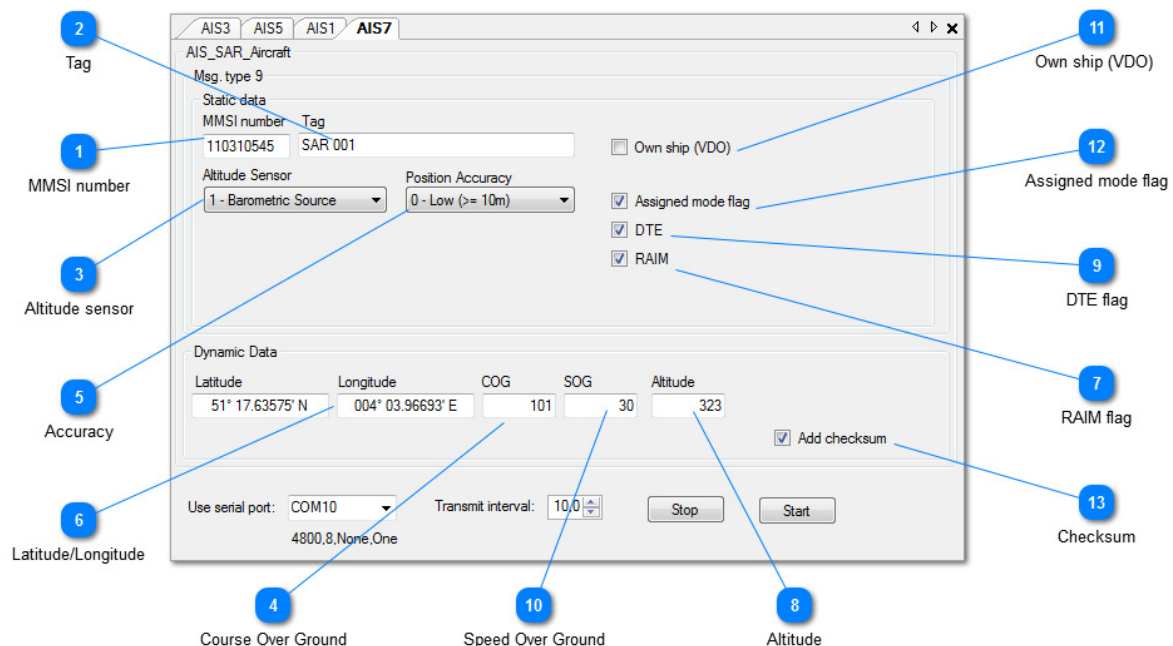 2
Tag
1
MMSI number
3
Altitude sensor
5
Accuracy
6
Latitude/Longitude
AIS3 AIS5 AIS1 AIS7
AIS_SAR_Aircraft
Msg. type 9
Static data
MMSI number Tag
110310545 SAR 001
Own ship (VDO)
Altitude Sensor Position Accuracy
1 - Barometric Source 0 - Low (>= 10m)
Assigned mode flag
DTE
RAIM
Dynamic Data
Latitude Longitude COG SOG Altitude
51° 17.63575' N 004° 03.96693' E 101 30 323
Add checksum
Use serial port: COM10 Transmit interval: 10,0 Stop Start
4800,8,None,One
11
Own ship (VDO)
12
Assigned mode flag
9
DTE flag
7
RAIM flag
13
Checksum
4
Course Over Ground
10
Speed Over Ground
8
Altitude